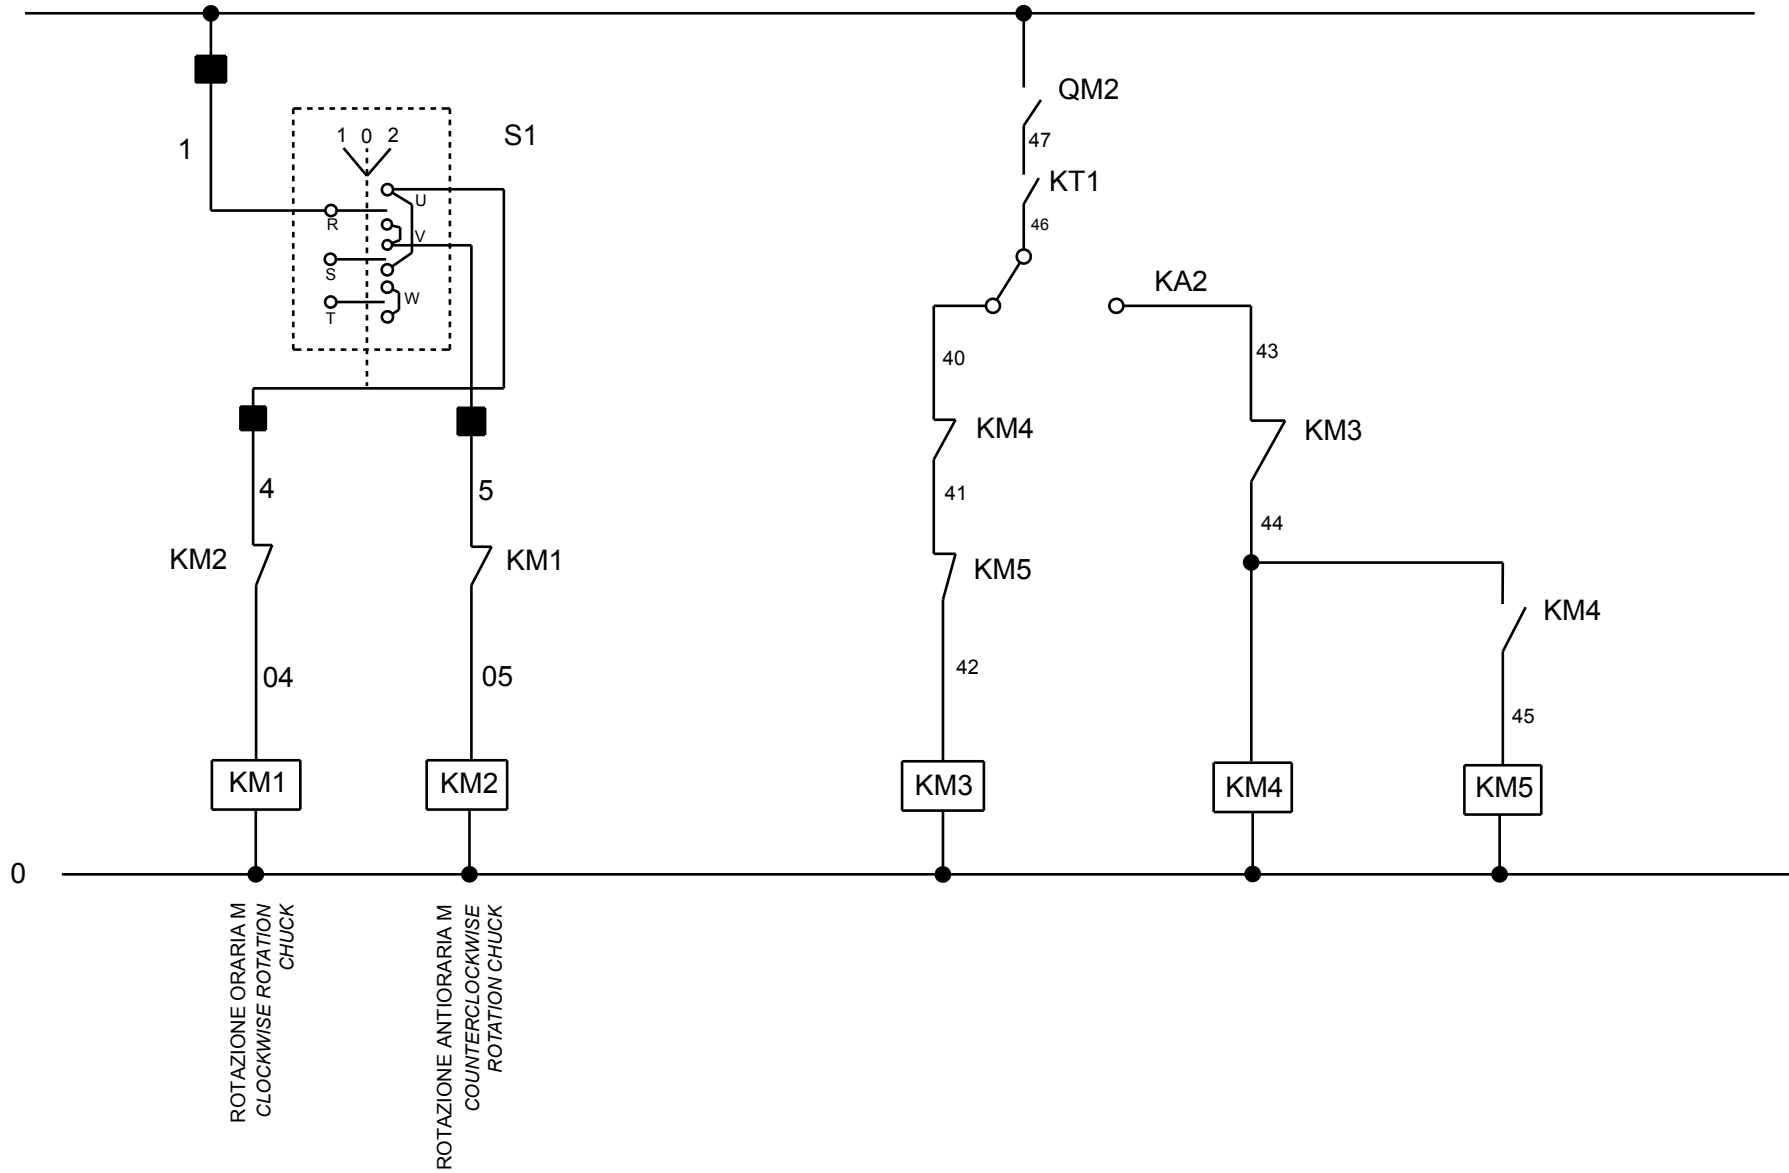 QM2
1 0 2
S1
1
47
KT1
U
R
46
V
S
KA2
W
T
40
43
KM4
KM3
4
5
41
44
KM2
KM1
KM5
KM4
04
05
42
45
KM1
KM2
KM3
KM4
KM5
0
ROTAZIONE ORARIA M
CLOCKWISE ROTATION
CHUCK
ROTAZIONE ANTIORARIA M
COUNTERCLOCKWISE
ROTATION CHUCK